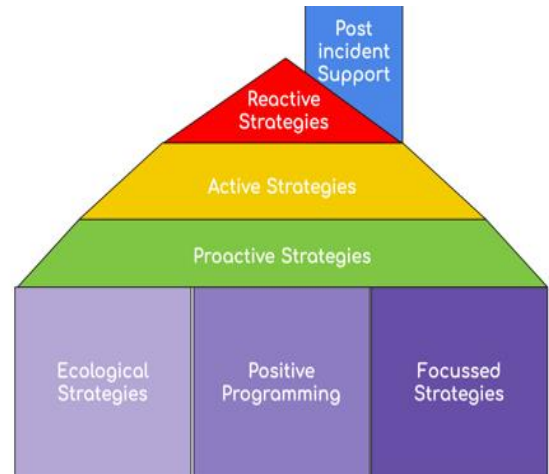 Post
incident
Support
Reactive
Strategies
Active Strategies
Proactive Strategies
Ecological
Strategies
Positive
Programming
Focussed
Strategies